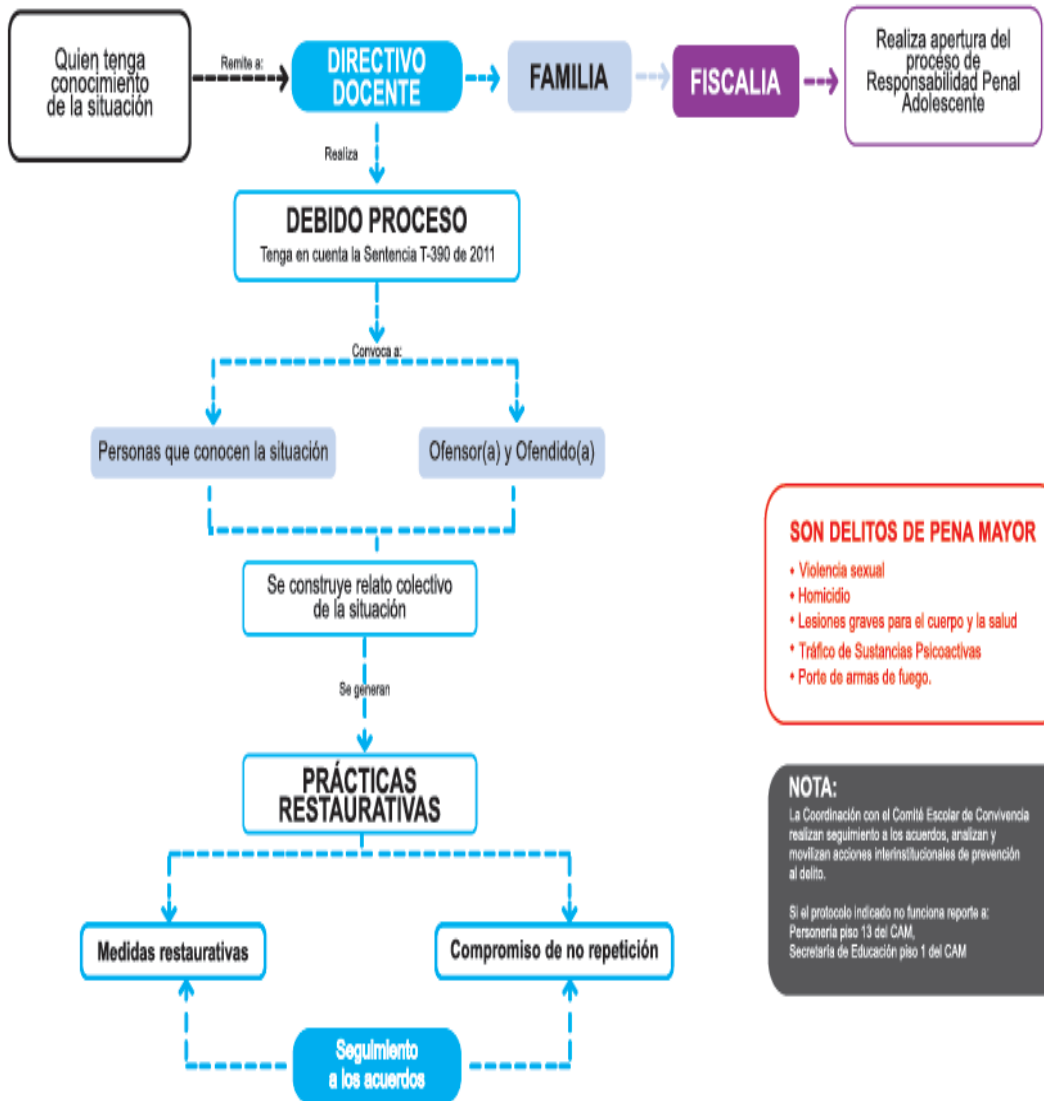 Quien tenga
conocimiento
de la situación
Remite a:
DIRECTIVO
DOCENTE
FAMILIA
FISCALIA
Realiza apertura del
proceso de
Responsabilidad Penal
Adolescente
Realiza
DEBIDO PROCESO
Tenga en cuenta la Sentencia T-390 de 2011
Convoca a:
Personas que conocen la situación
Ofensor(a) y Ofendido(a)
Se construye relato colectivo
de la situación
Se generan
PRÁCTICAS
RESTAURATIVAS
Medidas restaurativas
Compromiso de no repetición
Seguimiento
a los acuerdos
SON DELITOS DE PENA MAYOR
• Violencia sexual
• Homicidio
• Lesiones graves para el cuerpo y la salud
• Tráfico de Sustancias Psicoactivas
• Porte de armas de fuego.
NOTA:
La Coordinación con el Comité Escolar de Convivencia
realizan seguimiento a los acuerdos, analizan y
movilizan acciones interinstitucionales de prevención
al delito.
Si el protocolo indicado no funciona reporte a:
Personería piso 13 del CAM,
Secretaria de Educación piso 1 del CAM